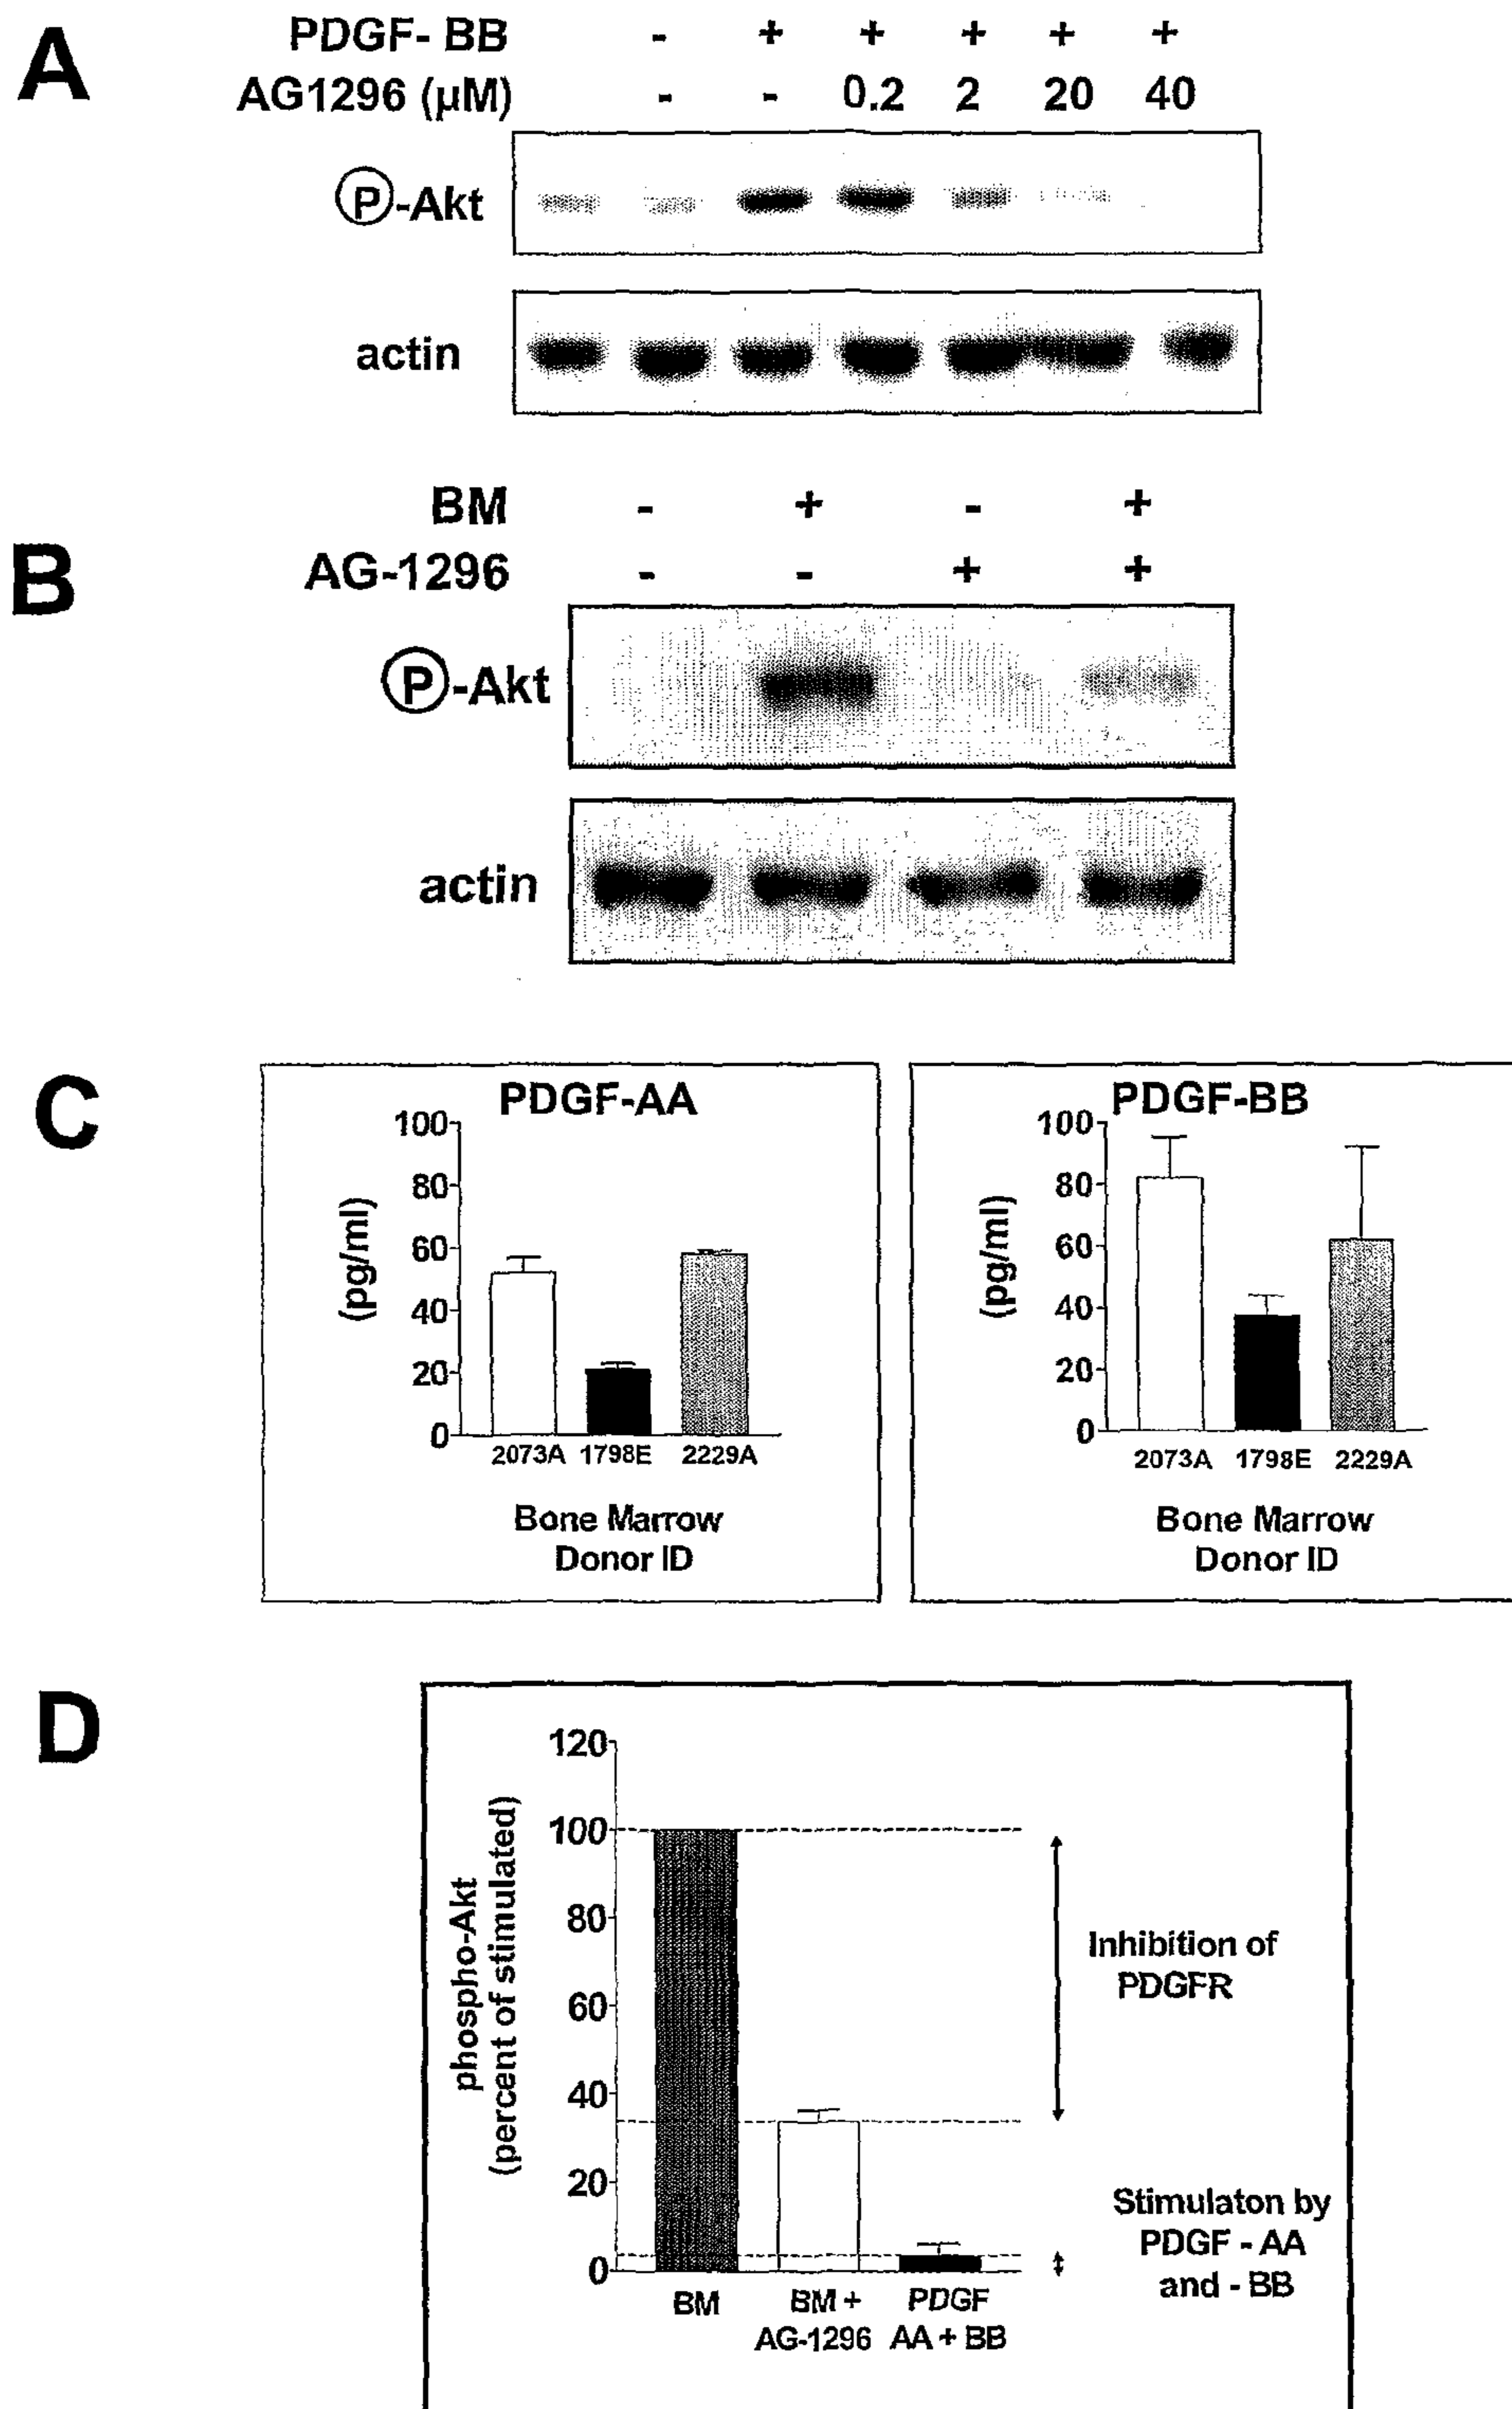 A
PDGF- BB - + + + + +
AG1296 (µM) - - 0.2 2 20 40
P-Akt
actin
B
BM - + - +
AG-1296 - - + +
P-Akt
actin
C
PDGF-AA
100
80
60
40
20
0
(pg/ml)
2073A 1798E 2229A
Bone Marrow
Donor ID
PDGF-BB
100
80
60
40
20
0
(pg/ml)
2073A 1798E 2229A
Bone Marrow
Donor ID
D
120
100
80
60
40
20
0
phospho-Akt
(percent of stimulated)
Inhibition of
PDGFR
Stimulaton by
PDGF - AA
and - BB
BM
BM +
AG-1296
PDGF
AA + BB